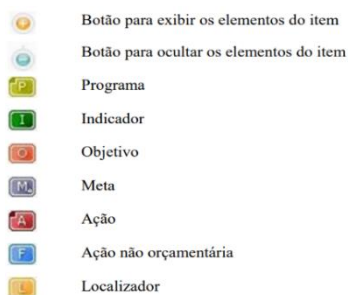 Botão para exibir os elementos do item
Botão para ocultar os elementos do item
P Programa
I Indicador
O Objetivo
M Meta
A Ação
F Ação não orçamentária
L Localizador